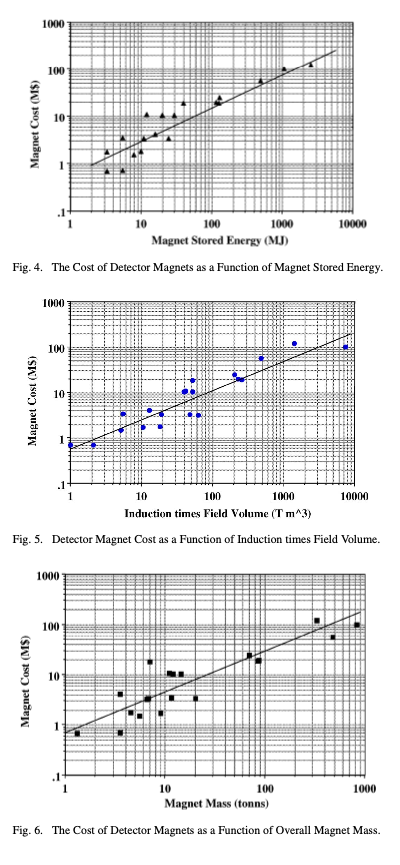 1000
100
10
1
.1
Magnet Cost (M$)
1 10 100 1000 10000
Magnet Stored Energy (MJ)
Fig. 4. The Cost of Detector Magnets as a Function of Magnet Stored Energy.
1000
100
10
1
.1
Magnet Cost (M$)
1 10 100 1000 10000
Induction times Field Volume (T m^3)
Fig. 5. Detector Magnet Cost as a Function of Induction times Field Volume.
1000
100
10
1
.1
Magnet Cost (M$)
1 10 100 1000
Magnet Mass (tonns)
Fig. 6. The Cost of Detector Magnets as a Function of Overall Magnet Mass.